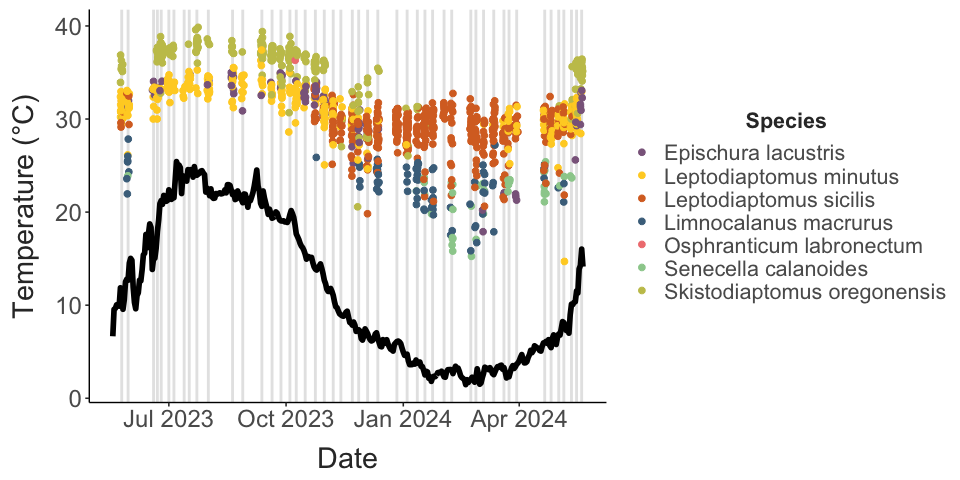 40
30
20
10
0
Temperature (°C)
Jul 2023 Oct 2023 Jan 2024 Apr 2024
Date
Species
Epischura lacustris
Leptodiaptomus minutus
Leptodiaptomus sicilis
Limnocalanus macrurus
Osphranticum labronectum
Senecella calanoides
Skistodiaptomus oregonensis